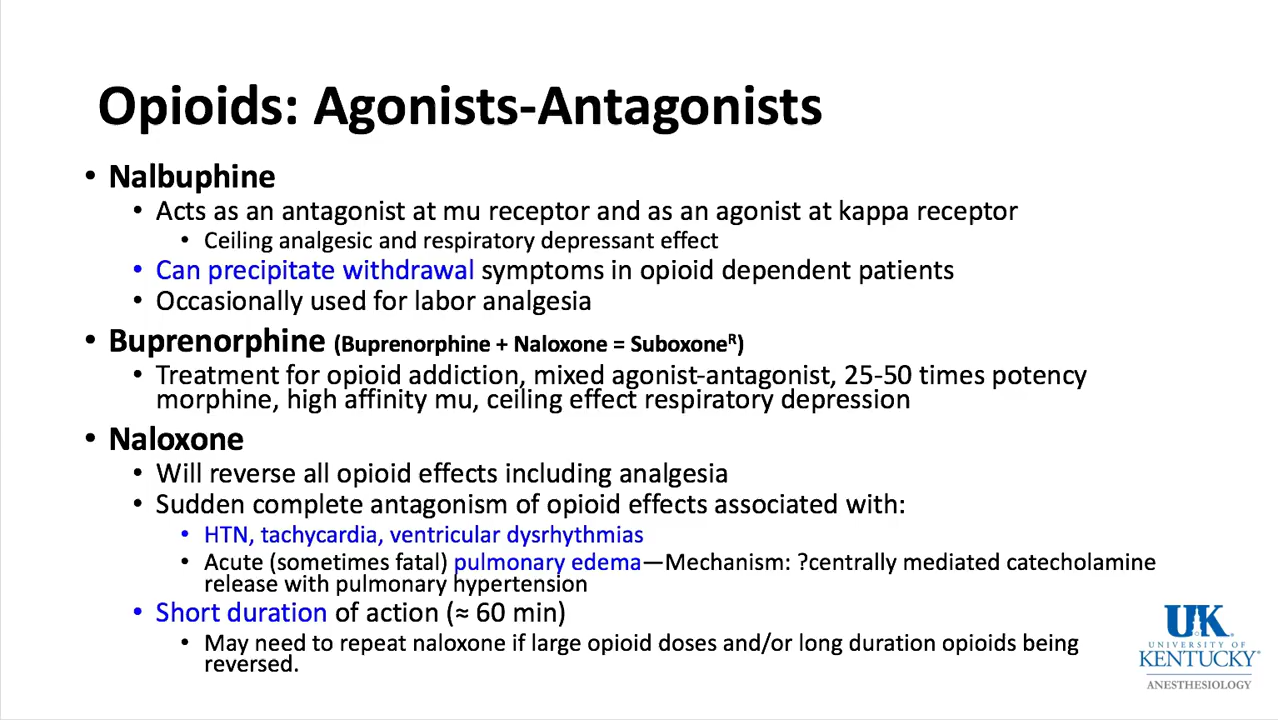 Opioids: Agonists-Antagonists
• Nalbuphine
• Acts as an antagonist at mu receptor and as an agonist at kappa receptor
• Ceiling analgesic and respiratory depressant effect
• Can precipitate withdrawal symptoms in opioid dependent patients
• Occasionally used for labor analgesia
• Buprenorphine (Buprenorphine + Naloxone = Suboxoneᴿ)
• Treatment for opioid addiction, mixed agonist-antagonist, 25-50 times potency
morphine, high affinity mu, ceiling effect respiratory depression
• Naloxone
• Will reverse all opioid effects including analgesia
• Sudden complete antagonism of opioid effects associated with:
• HTN, tachycardia, ventricular dysrhythmias
• Acute (sometimes fatal) pulmonary edema—Mechanism: ?centrally mediated catecholamine
release with pulmonary hypertension
• Short duration of action (≈ 60 min)
• May need to repeat naloxone if large opioid doses and/or long duration opioids being
reversed.
UK
UNIVERSITY OF
KENTUCKY®
ANESTHESIOLOGY